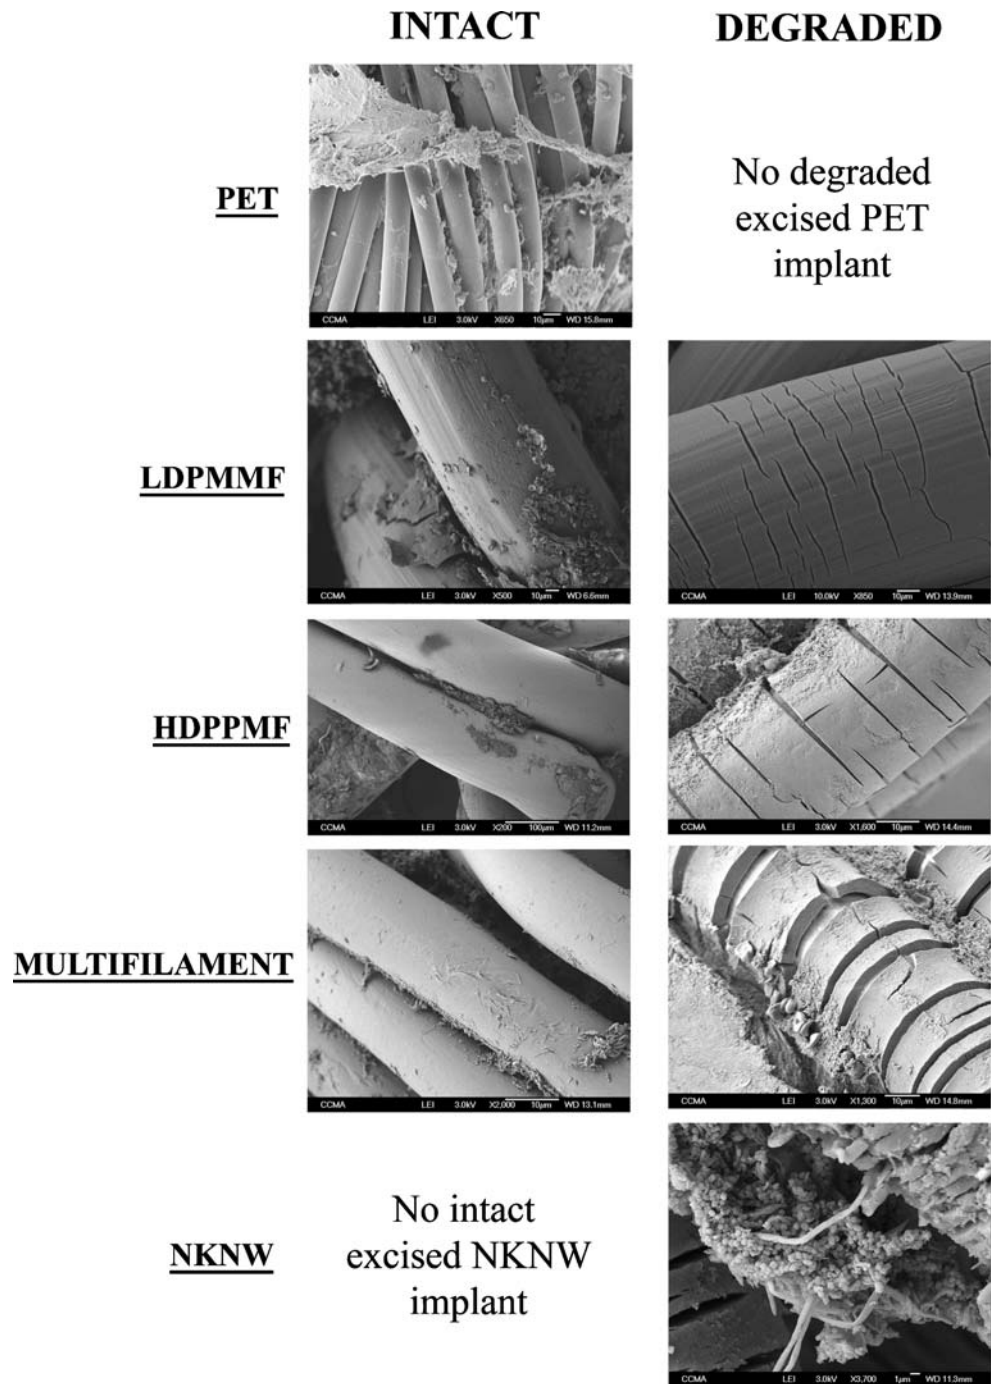 INTACT DEGRADED
PET
No degraded
excised PET
implant
CCMA LEI 3.0kV X650 10µm WD 15.8mm
LDPMMF
CCMA LEI 3.0kV X500 10µm WD 6.6mm
CCMA LEI 10.0kV X850 10µm WD 13.9mm
HDPPMF
CCMA LEI 3.0kV X200 100µm WD 11.2mm
CCMA LEI 3.0kV X1,600 10µm WD 14.4mm
MULTIFILAMENT
CCMA LEI 3.0kV X2,000 10µm WD 13.1mm
CCMA LEI 3.0kV X1,300 10µm WD 14.8mm
NKNW
No intact
excised NKNW
implant
CCMA LEI 3.0kV X3,700 1µm WD 11.3mm